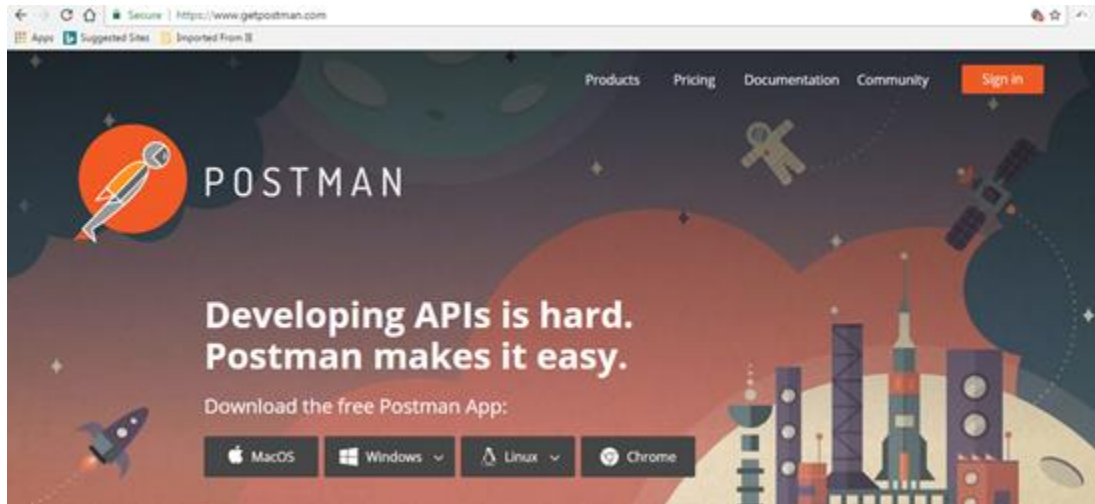 Secure | https://www.getpostman.com
Apps Suggested Sites Imported From IE
Products Pricing Documentation Community Sign in
POSTMAN
Developing APIs is hard.
Postman makes it easy.
Download the free Postman App:
MacOS Windows Linux Chrome